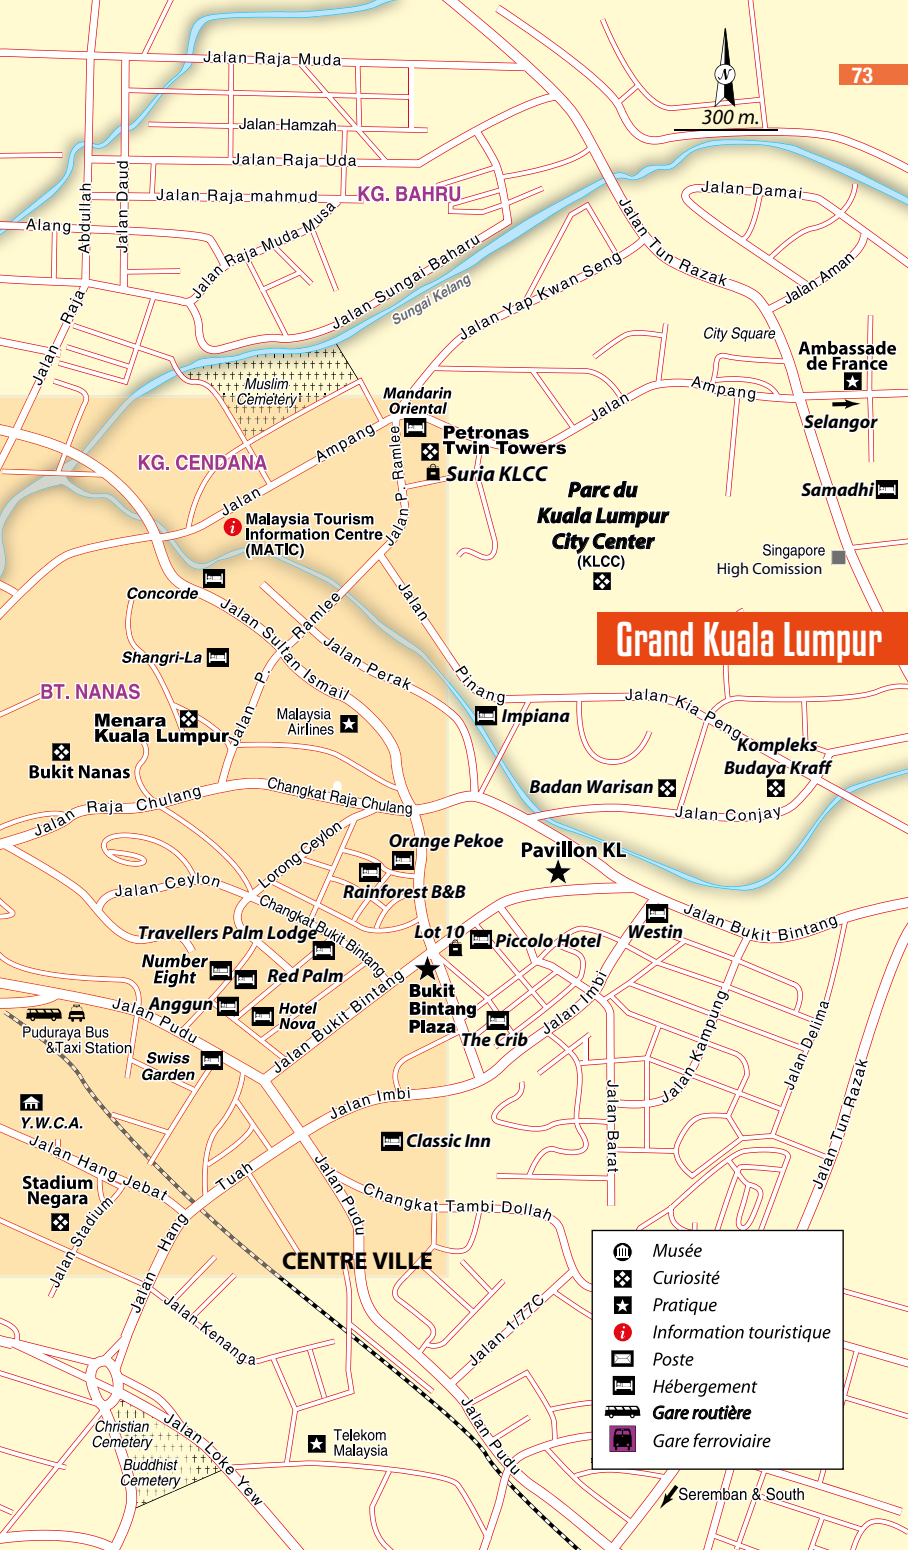 Jalan Raja Muda
73
N
300 m.
Jalan Hamzah
Jalan Raja Uda
Jalan Raja mahmud
KG. BAHRU
Jalan Damai
Abdullah
Jalan Daud
Alang
Jalan Raja Muda Musa
Jalan Tun Razak
Jalan Sungai Baharu
Sungai Kelang
Jalan Yap Kwan Seng
Jalan Aman
Jalan Raja
City Square
Ambassade
de France
Muslim
Cemetery
Mandarin
Oriental
Jalan Ampang
Selangor
Petronas
Twin Towers
Suria KLCC
KG. CENDANA
Jalan Ampang
Jalan P. Ramlee
Parc du
Kuala Lumpur
City Center
(KLCC)
Samadhi
Malaysia Tourism
Information Centre
(MATIC)
Singapore
High Comission
Concorde
Jalan Sultan Ismail
Jalan P. Ramlee
Jalan Pinang
Grand Kuala Lumpur
Shangri-La
Jalan Perak
BT. NANAS
Menara
Kuala Lumpur
Malaysia
Airlines
Impiana
Jalan Kia Peng
Kompleks
Budaya Kraff
Bukit Nanas
Badan Warisan
Jalan Raja Chulang
Changkat Raja Chulang
Jalan Conjay
Orange Pekoe
Pavillon KL
Lorong Ceylon
Jalan Ceylon
Rainforest B&B
Changkat Bukit Bintang
Travellers Palm Lodge
Lot 10
Piccolo Hotel
Westin
Jalan Bukit Bintang
Number
Eight
Red Palm
Bukit
Bintang
Plaza
Jalan Bukit Bintang
Anggun
Hotel
Nova
The Crib
Jalan Imbi
Jalan Kampung
Jalan Delima
Puduraya Bus
&Taxi Station
Jalan Pudu
Swiss
Garden
Jalan Tun Razak
Y.W.C.A.
Jalan Imbi
Jalan Barat
Classic Inn
Jalan Hang Jebat
Stadium
Negara
Jalan Hang Tuah
Jalan Pudu
Changkat Tambi Dollah
Jalan Stadium
CENTRE VILLE
Jalan Kenanga
Jalan 1/77C
Musée
Curiosité
Pratique
Information touristique
Poste
Hébergement
Gare routière
Gare ferroviaire
Christian
Cemetery
Buddhist
Cemetery
Jalan Loke Yew
Telekom
Malaysia
Jalan Pudu
Seremban & South